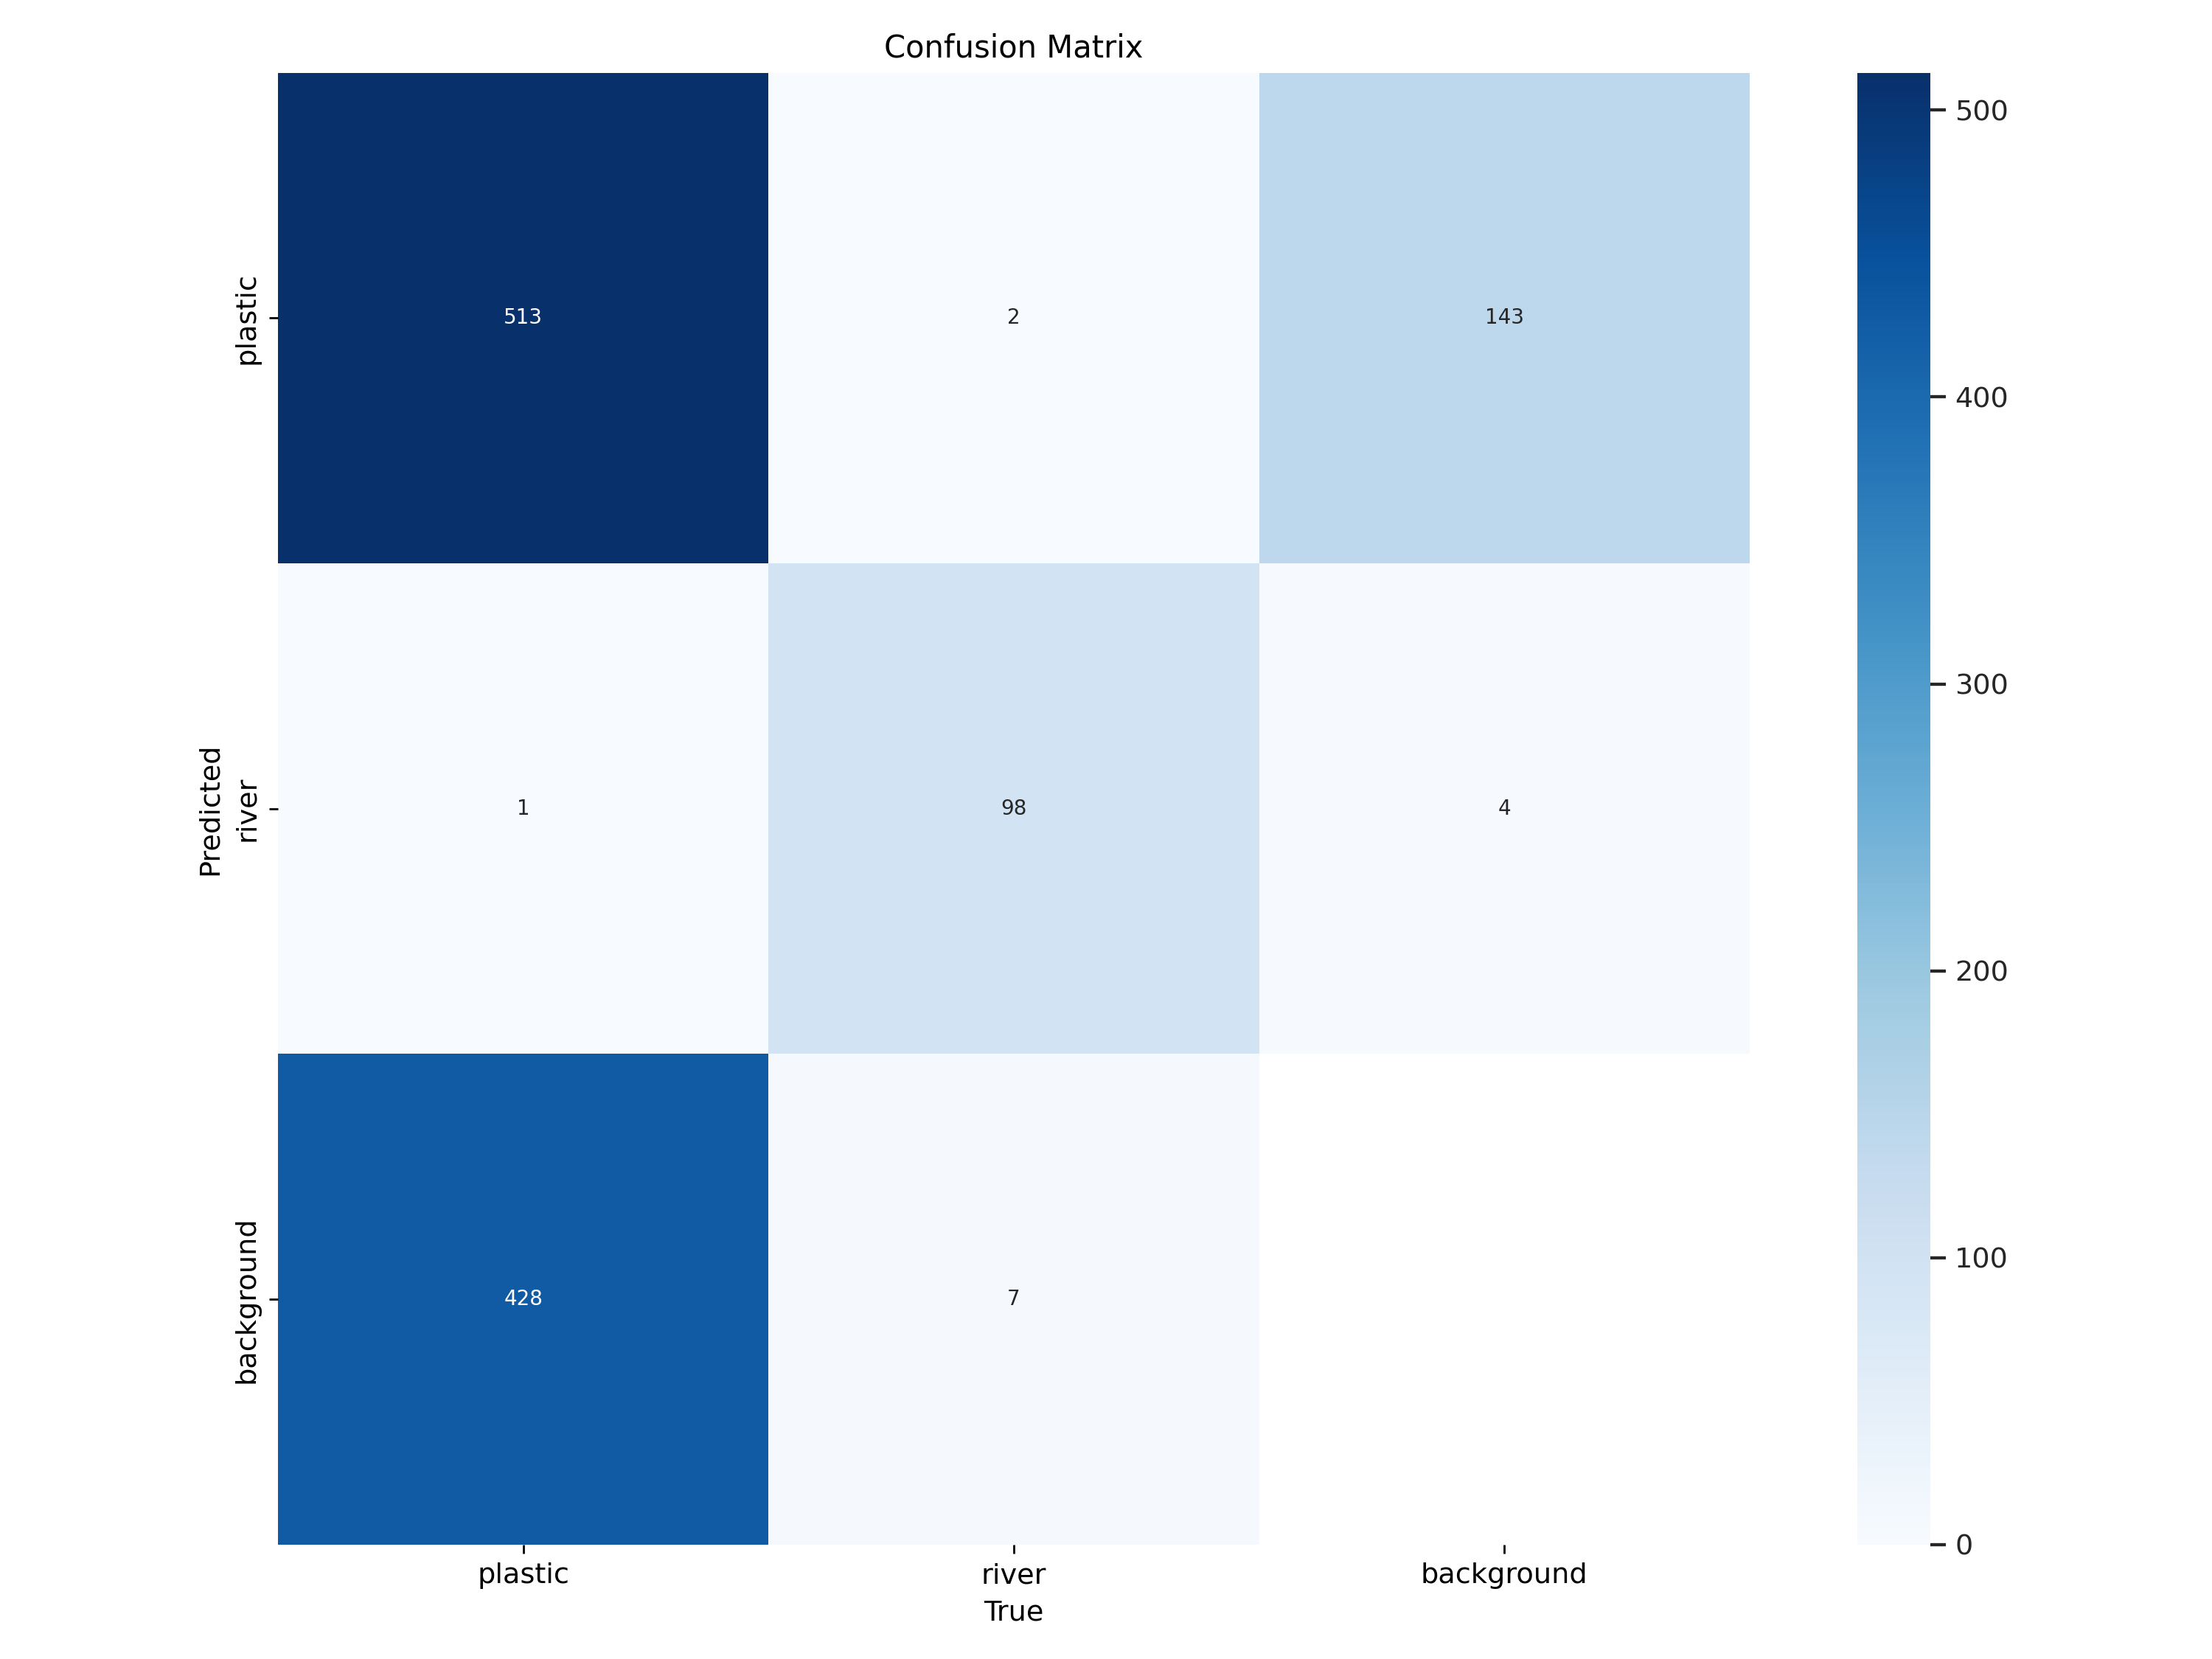 Confusion Matrix
plastic
513
2
143
Predicted
river
1
98
4
background
428
7
plastic
river
background
True
500
400
300
200
100
0